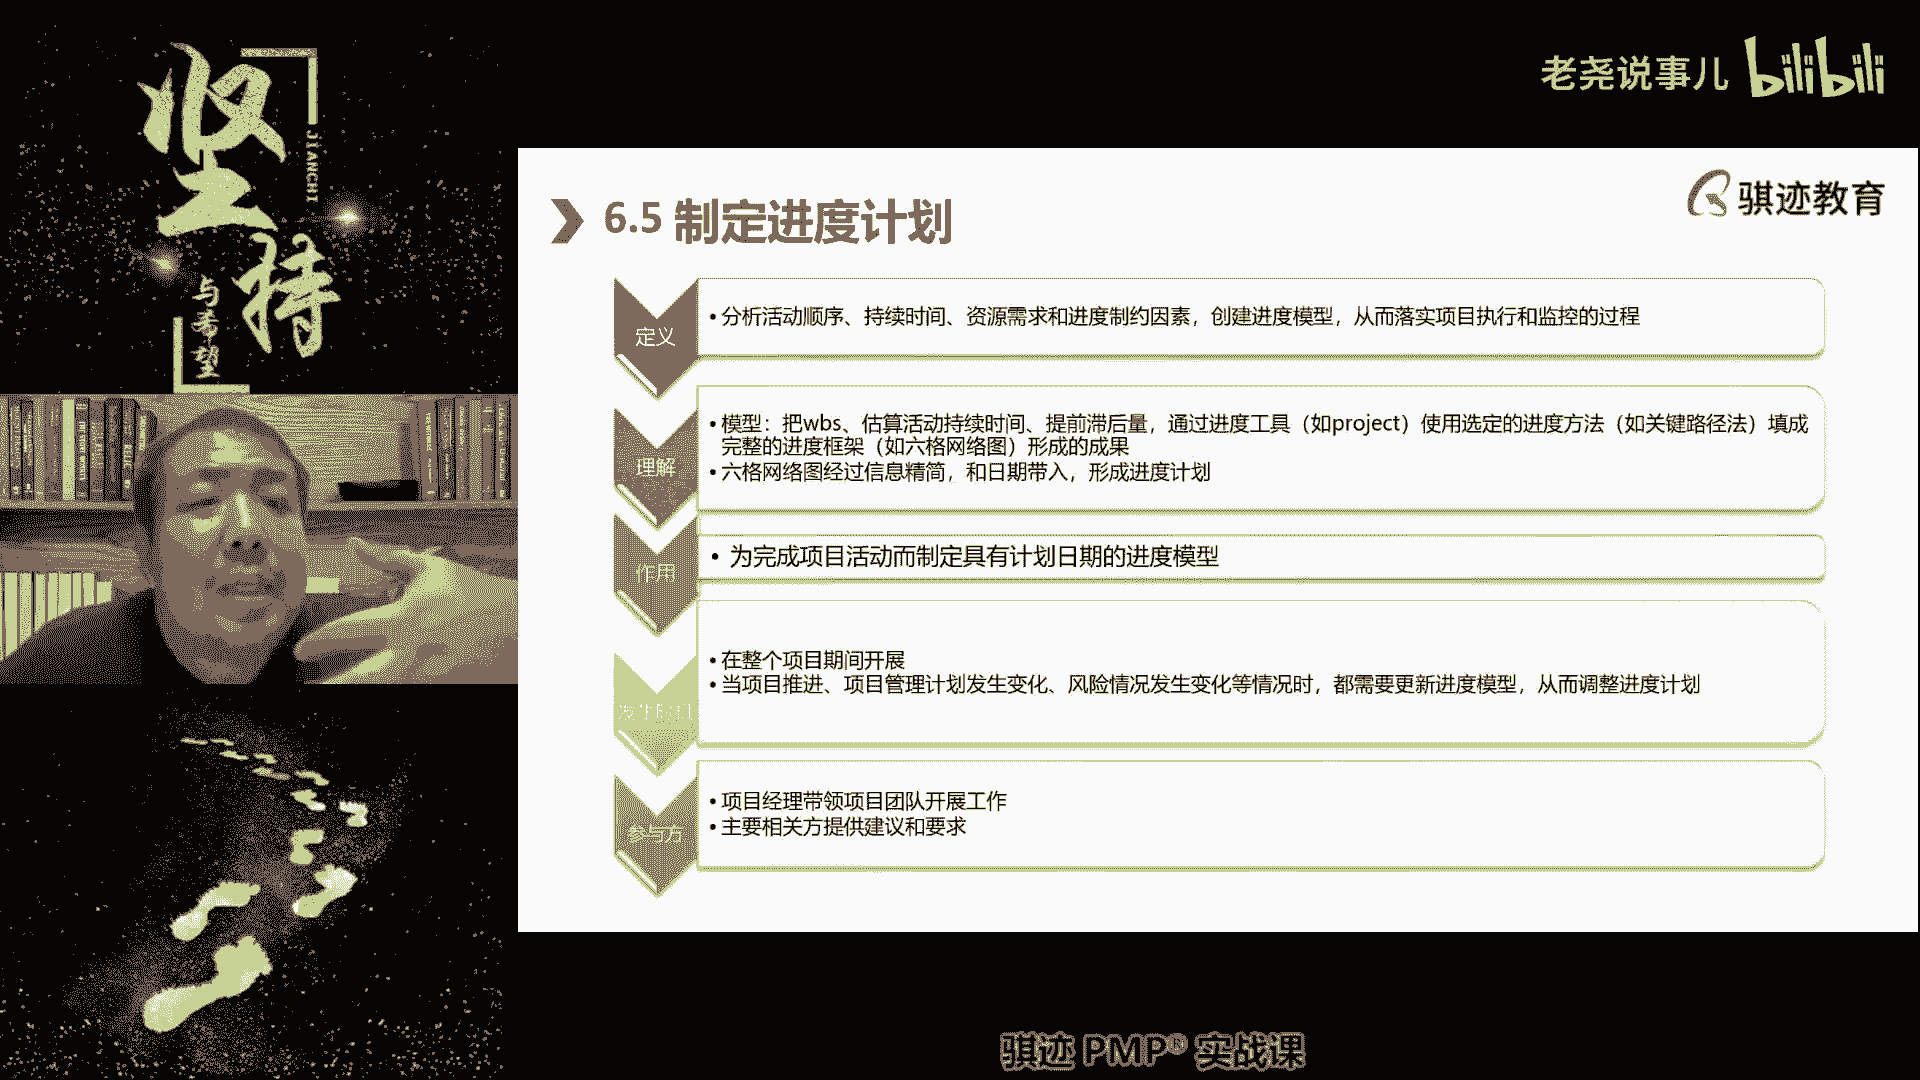 坚持
JIANCHI
与希望
老尧说事儿 bilibili
骐迹教育
6.5 制定进度计划
定义
•分析活动顺序、持续时间、资源需求和进度制约因素，创建进度模型，从而落实项目执行和监控的过程
理解
•模型：把wbs、估算活动持续时间、提前滞后量，通过进度工具（如project）使用选定的进度方法（如关键路径法）填成
完整的进度框架（如六格网络图）形成的成果
•六格网络图经过信息精简，和日期带入，形成进度计划
作用
• 为完成项目活动而制定具有计划日期的进度模型
发生时机
•在整个项目期间开展
•当项目推进、项目管理计划发生变化、风险情况发生变化等情况时，都需要更新进度模型，从而调整进度计划
参与方
•项目经理带领项目团队开展工作
•主要相关方提供建议和要求
骐迹 PMP® 实战课